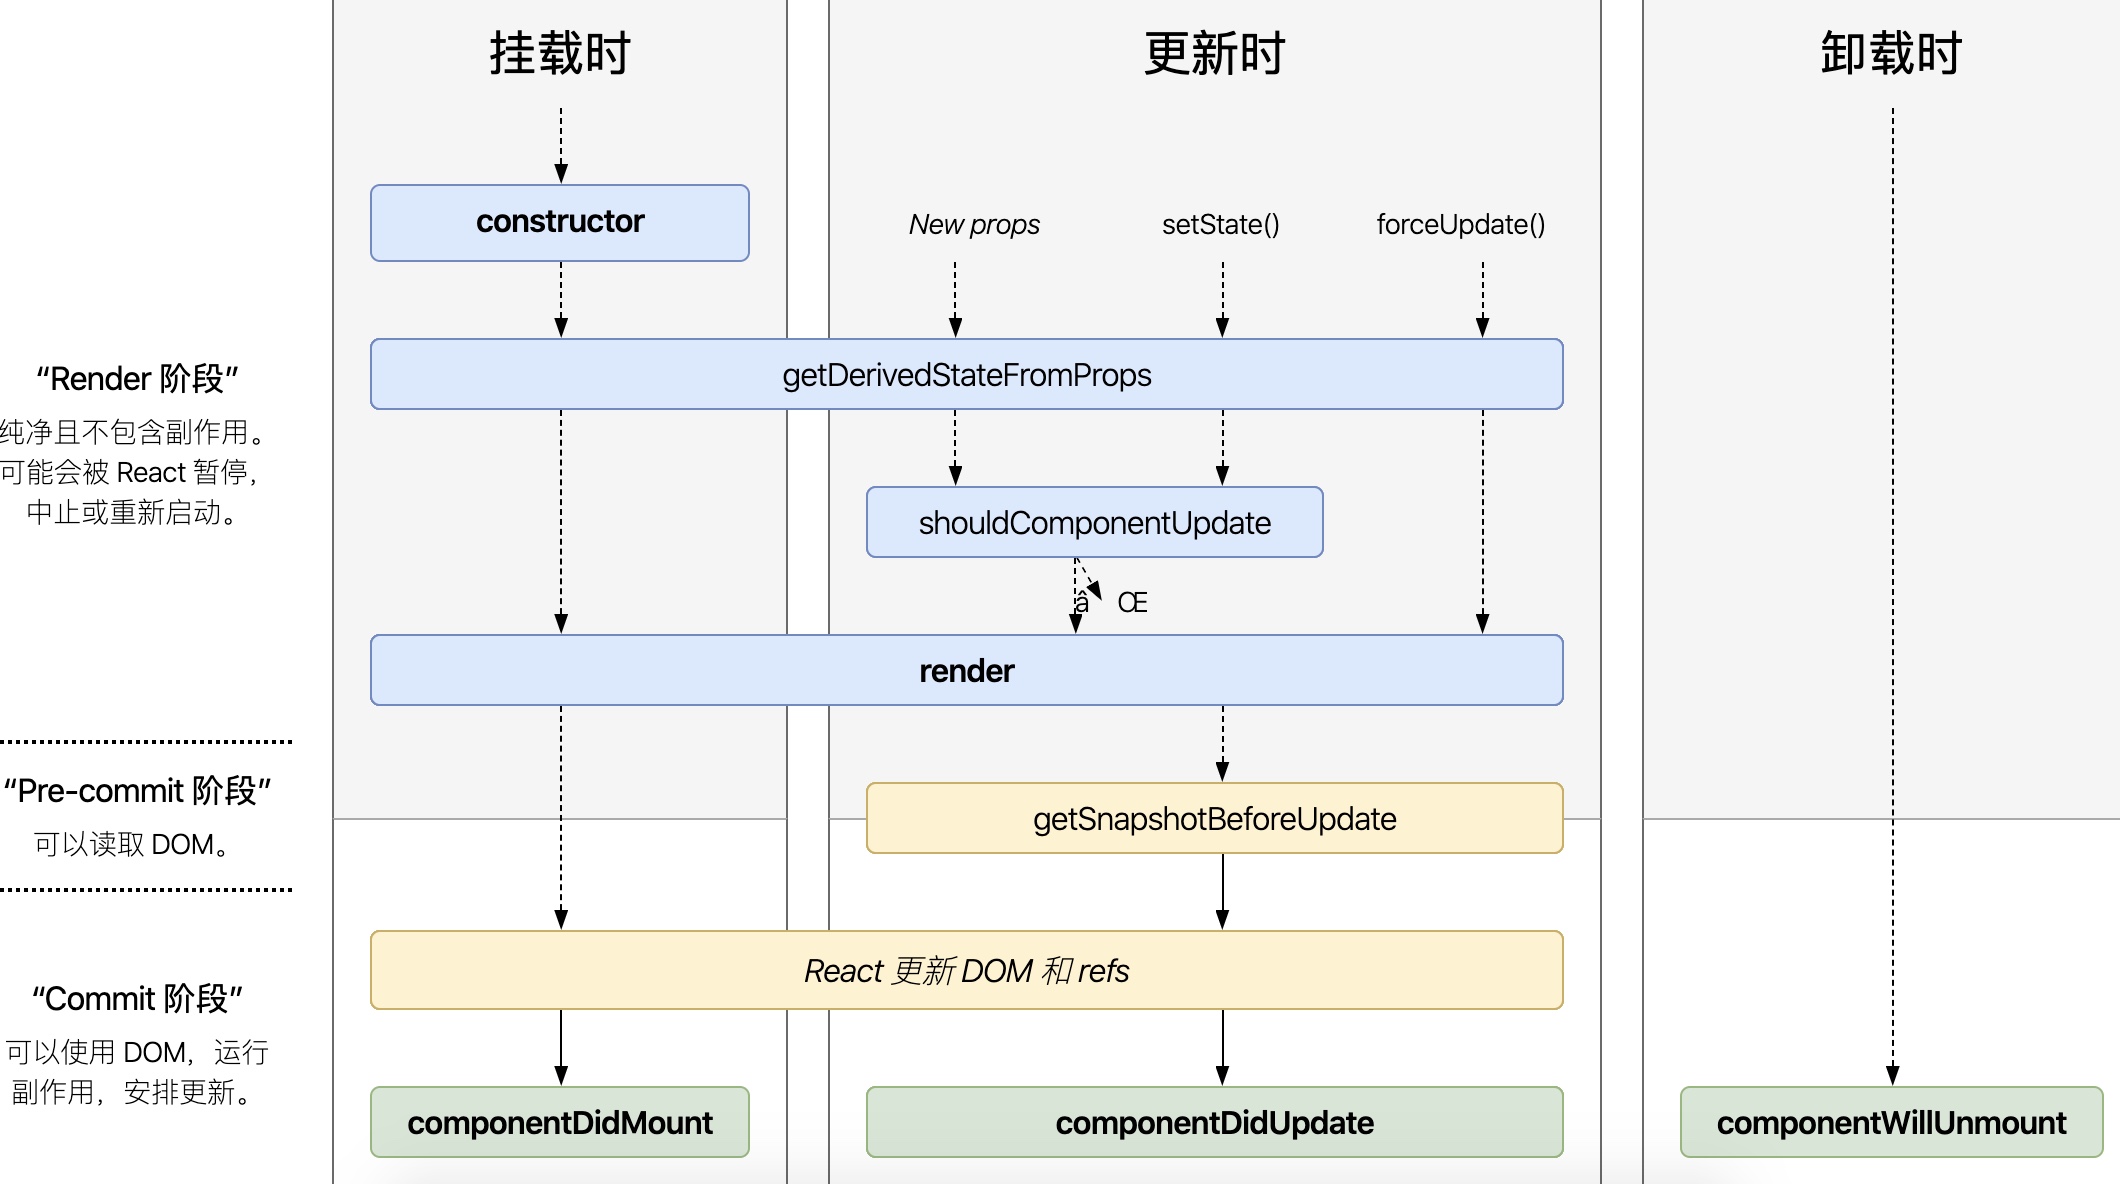 挂载时
更新时
卸载时
constructor
New props
setState()
forceUpdate()
getDerivedStateFromProps
“Render 阶段”
纯净且不包含副作用。
可能会被 React 暂停，
中止或重新启动。
shouldComponentUpdate
â Œ
render
“Pre-commit 阶段”
可以读取 DOM。
getSnapshotBeforeUpdate
React 更新 DOM 和 refs
“Commit 阶段”
可以使用 DOM，运行
副作用，安排更新。
componentDidMount
componentDidUpdate
componentWillUnmount